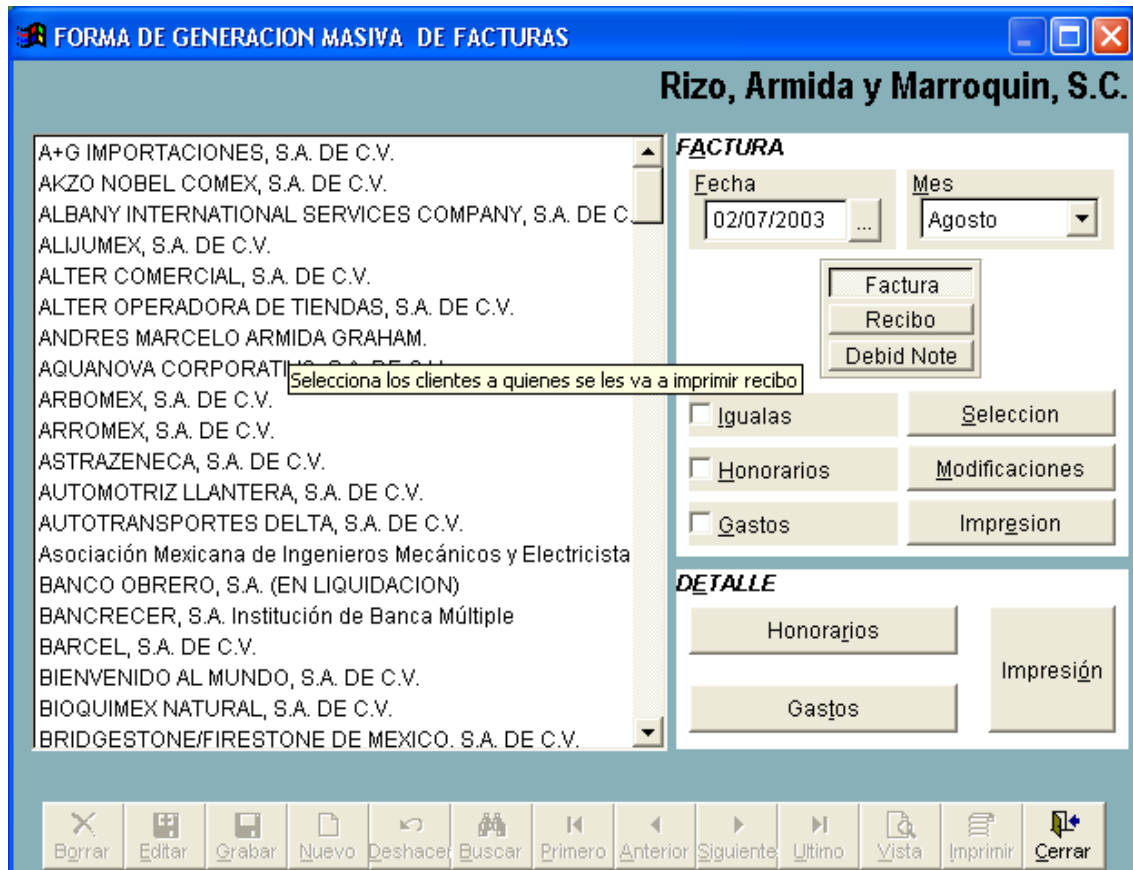 FORMA DE GENERACION MASIVA DE FACTURAS
Rizo, Armida y Marroquin, S.C.
A+G IMPORTACIONES, S.A. DE C.V.
AKZO NOBEL COMEX, S.A. DE C.V.
ALBANY INTERNATIONAL SERVICES COMPANY, S.A. DE C.
ALIJUMEX, S.A. DE C.V.
ALTER COMERCIAL, S.A. DE C.V.
ALTER OPERADORA DE TIENDAS, S.A. DE C.V.
ANDRES MARCELO ARMIDA GRAHAM.
AQUANOVA CORPORATI
Selecciona los clientes a quienes se les va a imprimir recibo
ARBOMEX, S.A. DE C.V.
ARROMEX, S.A. DE C.V.
ASTRAZENECA, S.A. DE C.V.
AUTOMOTRIZ LLANTERA, S.A. DE C.V.
AUTOTRANSPORTES DELTA, S.A. DE C.V.
Asociación Mexicana de Ingenieros Mecánicos y Electricista
BANCO OBRERO, S.A. (EN LIQUIDACION)
BANCRECER, S.A. Institución de Banca Múltiple
BARCEL, S.A. DE C.V.
BIENVENIDO AL MUNDO, S.A. DE C.V.
BIOQUIMEX NATURAL, S.A. DE C.V.
BRIDGESTONE/FIRESTONE DE MEXICO. S.A. DE C.V.
FACTURA
Fecha
Mes
02/07/2003
...
Agosto
Factura
Recibo
Debid Note
Igualas
Seleccion
Honorarios
Modificaciones
Gastos
Impresion
DETALLE
Honorarios
Impresión
Gastos
Borrar
Editar
Grabar
Nuevo
Deshacer
Buscar
Primero
Anterior
Siguiente
Ultimo
Vista
Imprimir
Cerrar